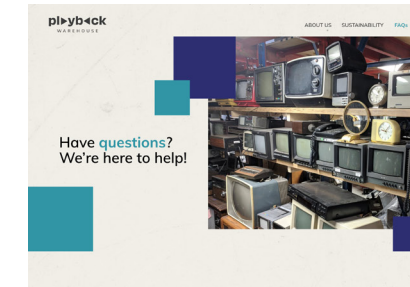 playback
WAREHOUSE
ABOUT US SUSTAINABILITY FAQs
Have questions?
We're here to help!